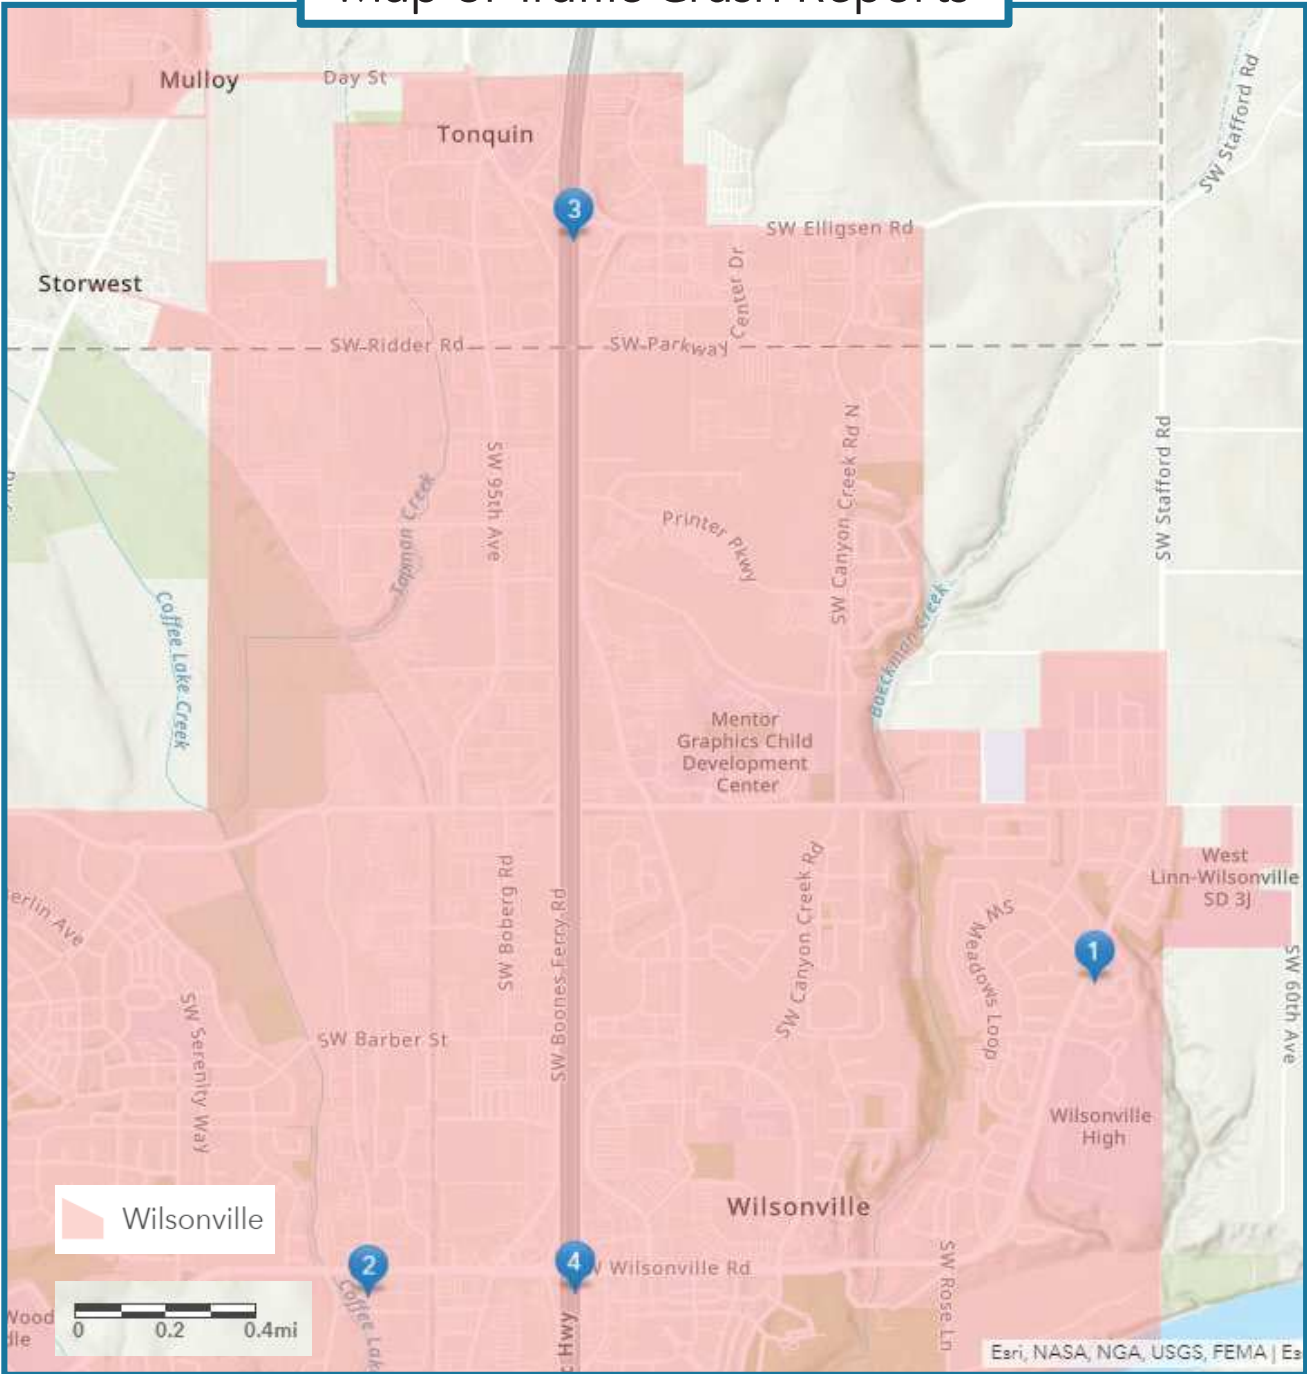 Map of Traffic Crash Reports
Mulloy
Day St
Tonquin
SW Stafford Rd
3
SW Elligsen Rd
Center Dr
Storwest
SW Ridder Rd
SW Parkway
SW 95th Ave
SW Canyon Creek Rd N
SW Stafford Rd
Tapman Creek
Printer Pkwy
Coffee Lake Creek
Boeckman Creek
Mentor
Graphics Child
Development
Center
West
Linn-Wilsonville
SD 3J
erlin Ave
SW Boberg Rd
SW Boones Ferry Rd
SW Canyon Creek Rd
SW Meadows Loop
1
SW 60th Ave
SW Serenity Way
SW Barber St
Wilsonville
High
Wilsonville
Wilsonville
2
4
W Wilsonville Rd
SW Rose Ln
Coffee Lak
Hwy
Wood
dle
0 0.2 0.4mi
Esri, NASA, NGA, USGS, FEMA | Es